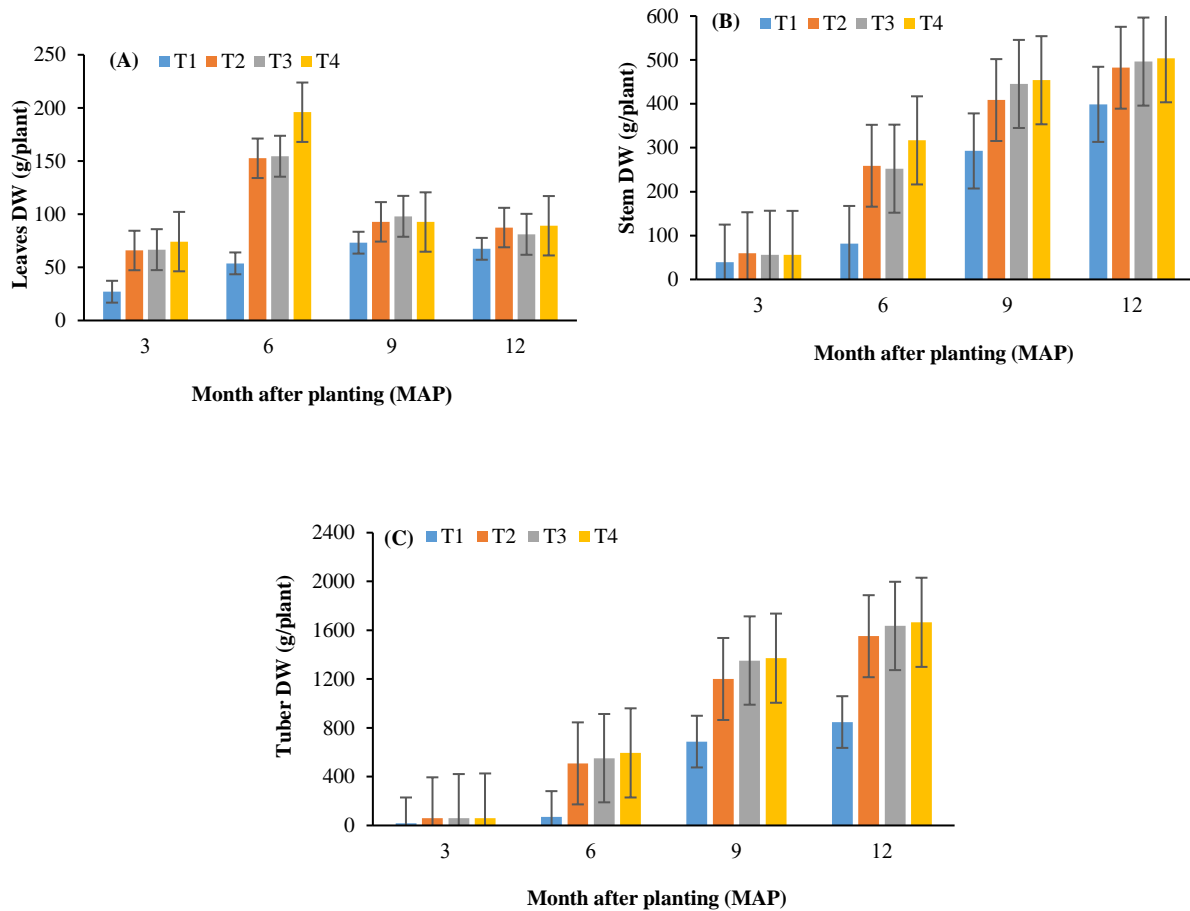 (A) T1 T2 T3 T4
Leaves DW (g/plant)
250
200
150
100
50
0
3 6 9 12
Month after planting (MAP)
(B) T1 T2 T3 T4
Stem DW (g/plant)
600
500
400
300
200
100
0
3 6 9 12
Month after planting (MAP)
(C) T1 T2 T3 T4
Tuber DW (g/plant)
2400
2000
1600
1200
800
400
0
3 6 9 12
Month after planting (MAP)